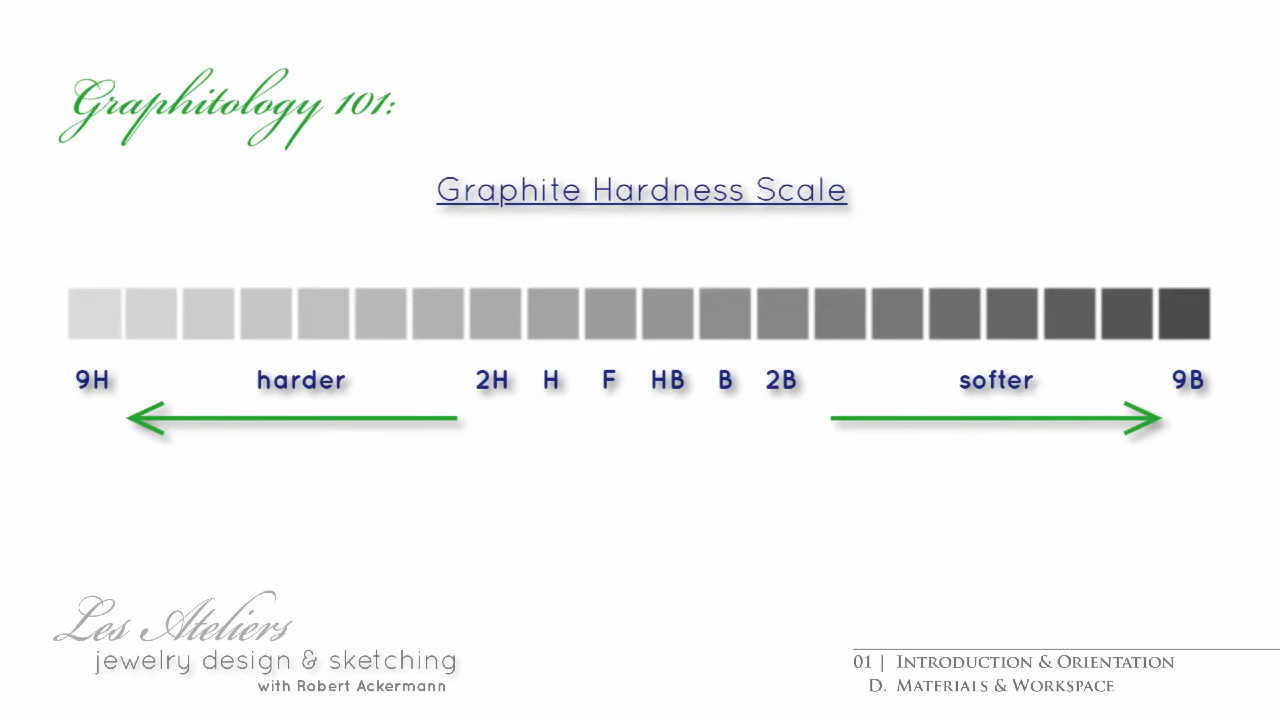 Graphitology 101:
Graphite Hardness Scale
9H harder 2H H F HB B 2B softer 9B
Les Ateliers
jewelry design & sketching
with Robert Ackermann
01 | Introduction & Orientation
D. Materials & Workspace